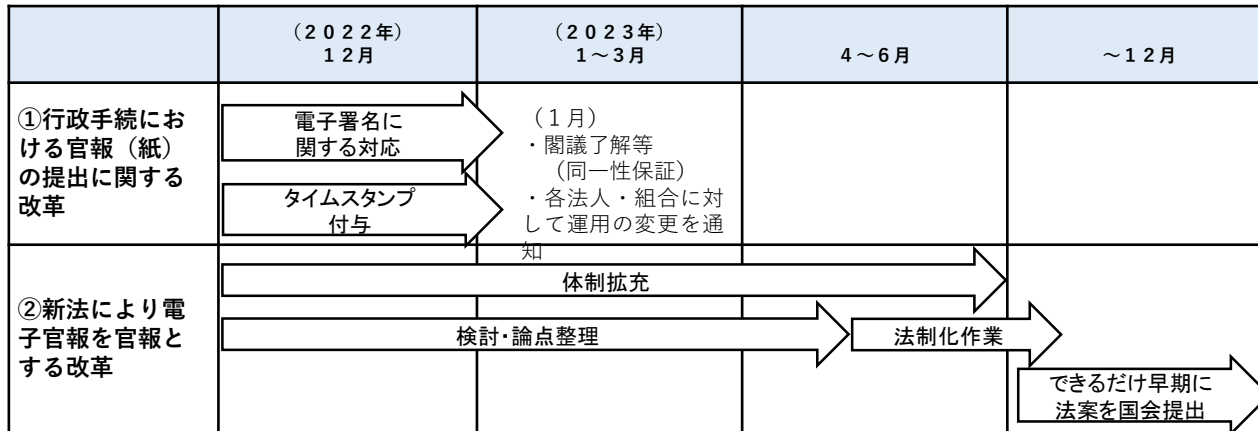 （２０２２年）
１２月
（２０２３年）
１～３月
４～６月
～１２月
①行政手続にお
ける官報（紙）
の提出に関する
改革
電子署名に
関する対応
タイムスタンプ
付与
（１月）
・閣議了解等
（同一性保証）
・各法人・組合に対
して運用の変更を通
知
②新法により電
子官報を官報と
する改革
体制拡充
検討・論点整理
法制化作業
できるだけ早期に
法案を国会提出